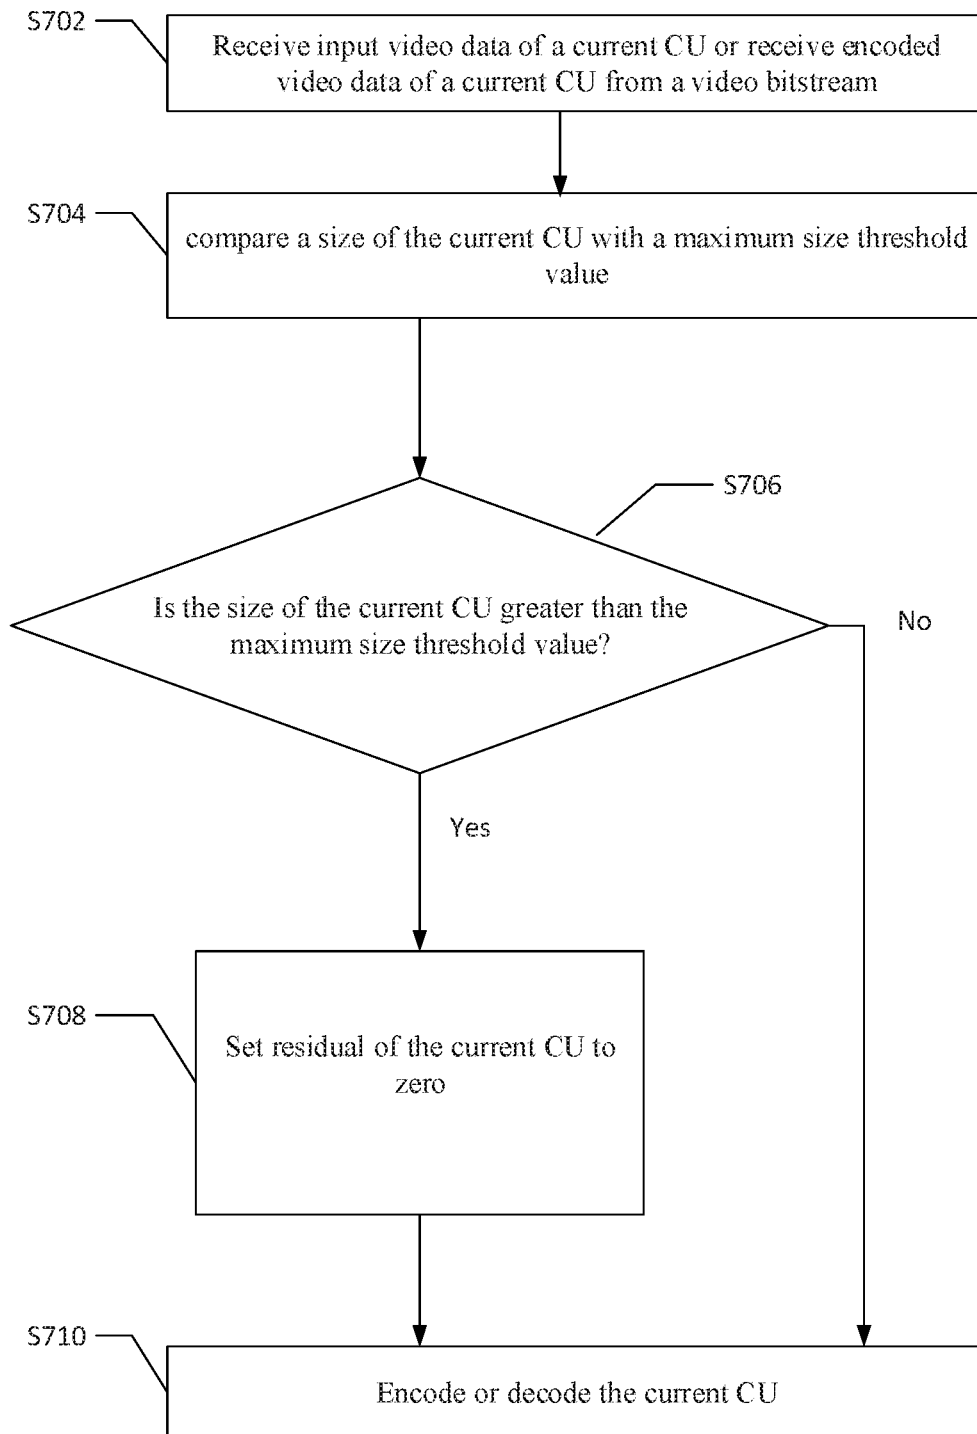 S702
Receive input video data of a current CU or receive encoded
video data of a current CU from a video bitstream
S704
compare a size of the current CU with a maximum size threshold
value
S706
Is the size of the current CU greater than the
maximum size threshold value?
No
Yes
S708
Set residual of the current CU to
zero
S710
Encode or decode the current CU